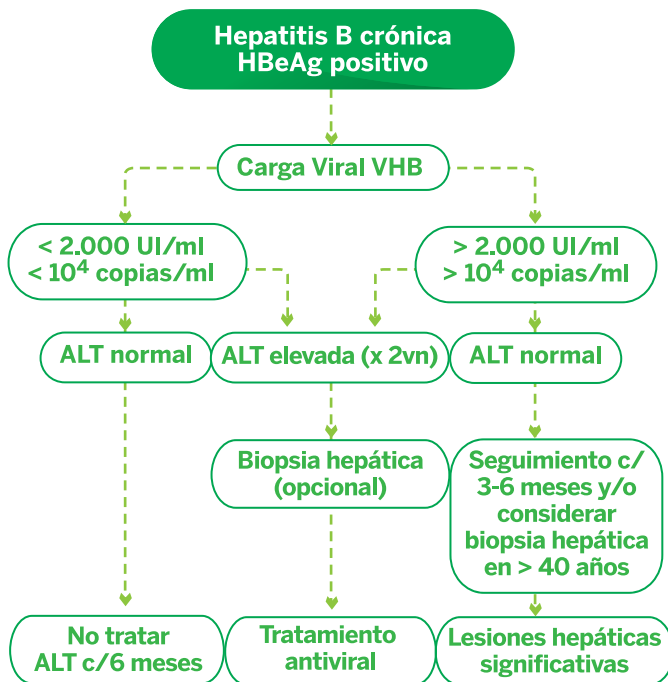 Hepatitis B crónica
HBeAg positivo
Carga Viral VHB
< 2.000 UI/ml
< 10⁴ copias/ml
> 2.000 UI/ml
> 10⁴ copias/ml
ALT normal
ALT elevada (x 2vn)
ALT normal
Biopsia hepática
(opcional)
Seguimiento c/
3-6 meses y/o
considerar
biopsia hepática
en > 40 años
No tratar
ALT c/6 meses
Tratamiento
antiviral
Lesiones hepáticas
significativas